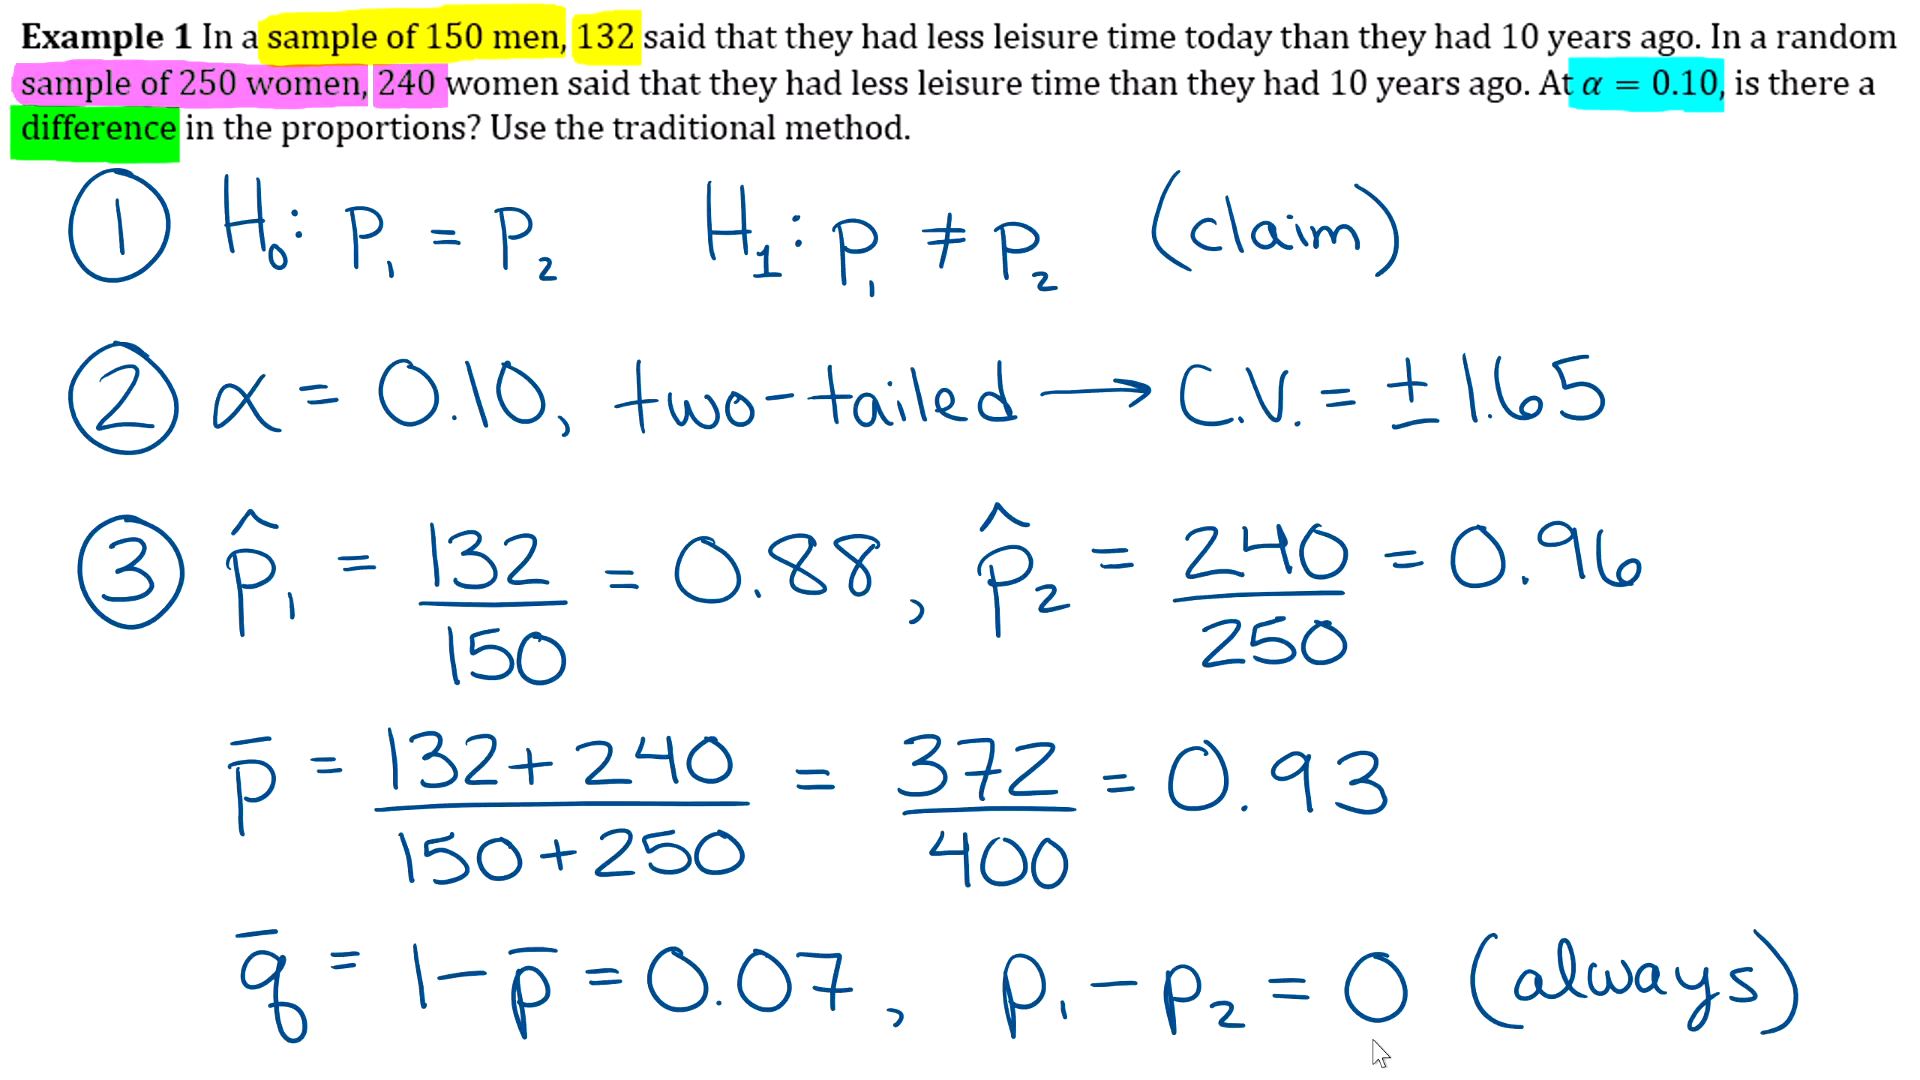 Example 1 In a sample of 150 men, 132 said that they had less leisure time today than they had 10 years ago. In a random
sample of 250 women, 240 women said that they had less leisure time than they had 10 years ago. At α = 0.10, is there a
difference in the proportions? Use the traditional method.
① H₀: P₁ = P₂ H₁: P₁ ≠ P₂ (claim)
② α = 0.10, two-tailed → C.V. = ±1.65
③ p̂₁ = 132/150 = 0.88, p̂₂ = 240/250 = 0.96
p̄ = (132+240)/(150+250) = 372/400 = 0.93
q̄ = 1 - p̄ = 0.07, p₁ - p₂ = 0 (always)